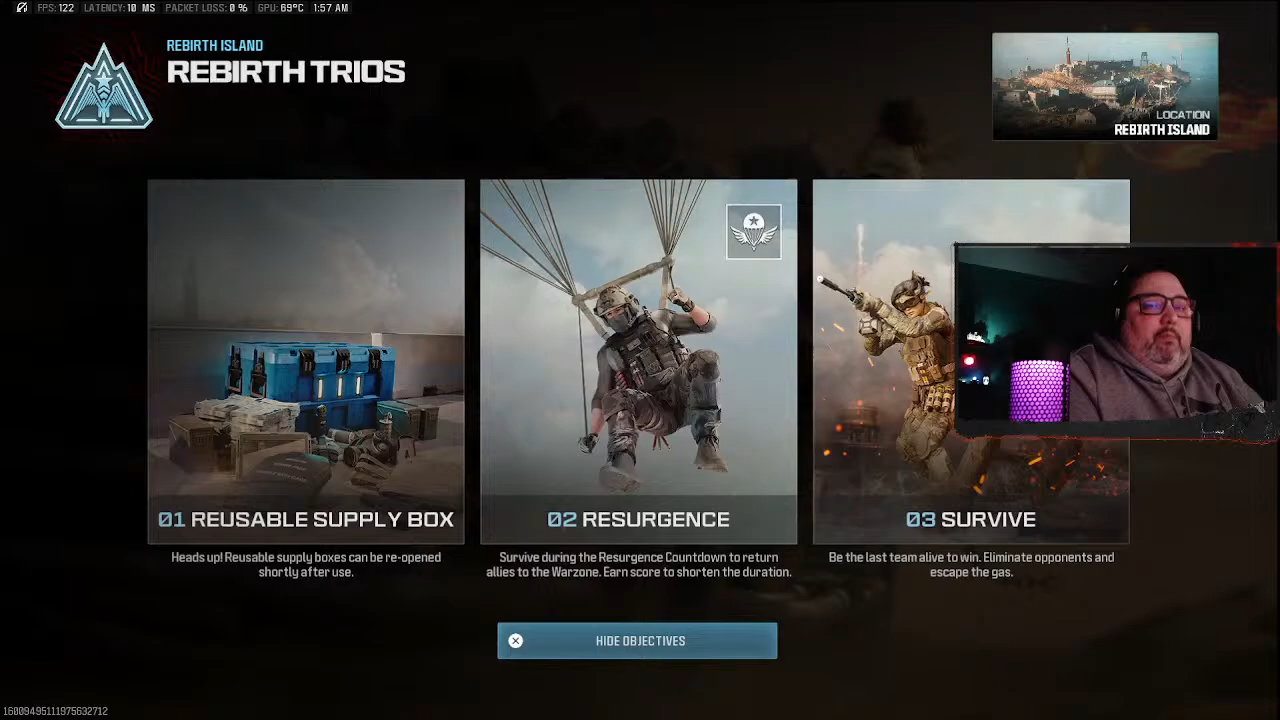 FPS: 122 LATENCY: 10 MS PACKET LOSS: 0 % GPU: 69°C 1:57 AM
REBIRTH ISLAND
REBIRTH TRIOS
LOCATION
REBIRTH ISLAND
01 REUSABLE SUPPLY BOX
Heads up! Reusable supply boxes can be re-opened
shortly after use.
02 RESURGENCE
Survive during the Resurgence Countdown to return
allies to the Warzone. Earn score to shorten the duration.
03 SURVIVE
Be the last team alive to win. Eliminate opponents and
escape the gas.
HIDE OBJECTIVES
16009495111975632712